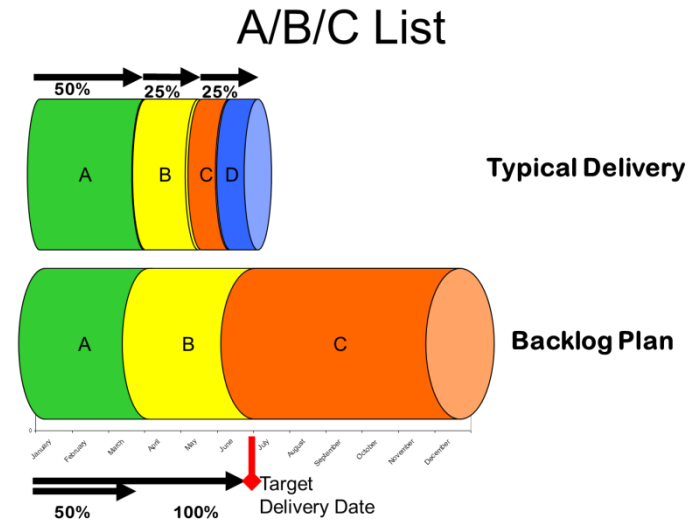 A/B/C List
50%
25%
25%
A
B
C
D
Typical Delivery
A
B
C
Backlog Plan
0
January
February
March
April
May
June
July
August
September
October
November
December
Target
Delivery Date
50%
100%